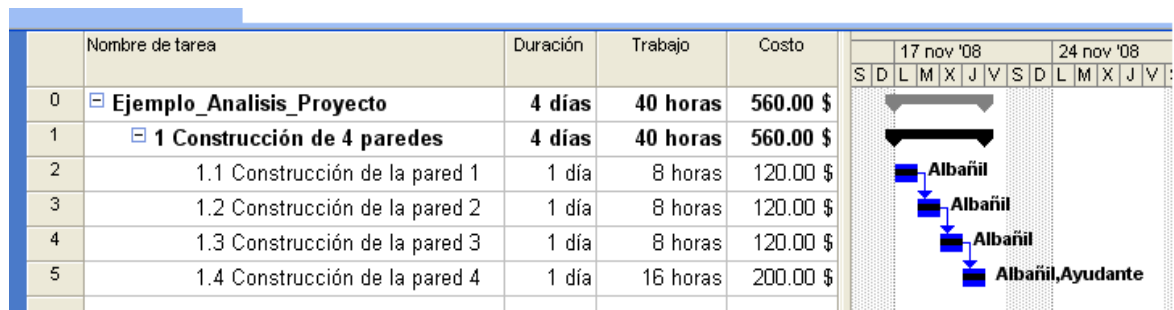 Nombre de tarea Duración Trabajo Costo 17 nov '08 24 nov '08
S D L M X J V S D L M X J V
0 Ejemplo_Analisis_Proyecto 4 días 40 horas 560.00 $
1 1 Construcción de 4 paredes 4 días 40 horas 560.00 $
2 1.1 Construcción de la pared 1 1 día 8 horas 120.00 $ Albañil
3 1.2 Construcción de la pared 2 1 día 8 horas 120.00 $ Albañil
4 1.3 Construcción de la pared 3 1 día 8 horas 120.00 $ Albañil
5 1.4 Construcción de la pared 4 1 día 16 horas 200.00 $ Albañil,Ayudante